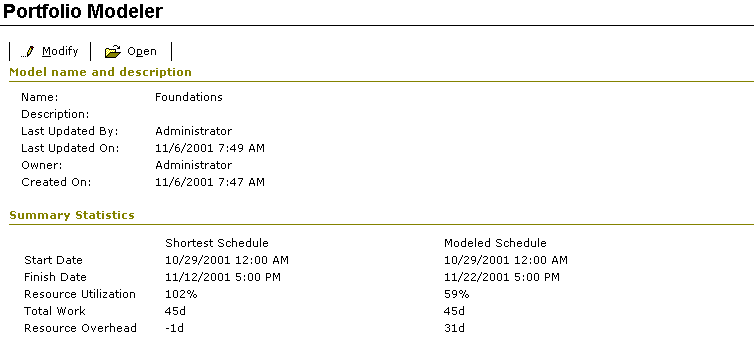 Portfolio Modeler
Modify Open
Model name and description
Name: Foundations
Description:
Last Updated By: Administrator
Last Updated On: 11/6/2001 7:49 AM
Owner: Administrator
Created On: 11/6/2001 7:47 AM
Summary Statistics
Shortest Schedule Modeled Schedule
Start Date 10/29/2001 12:00 AM 10/29/2001 12:00 AM
Finish Date 11/12/2001 5:00 PM 11/22/2001 5:00 PM
Resource Utilization 102% 59%
Total Work 45d 45d
Resource Overhead -1d 31d